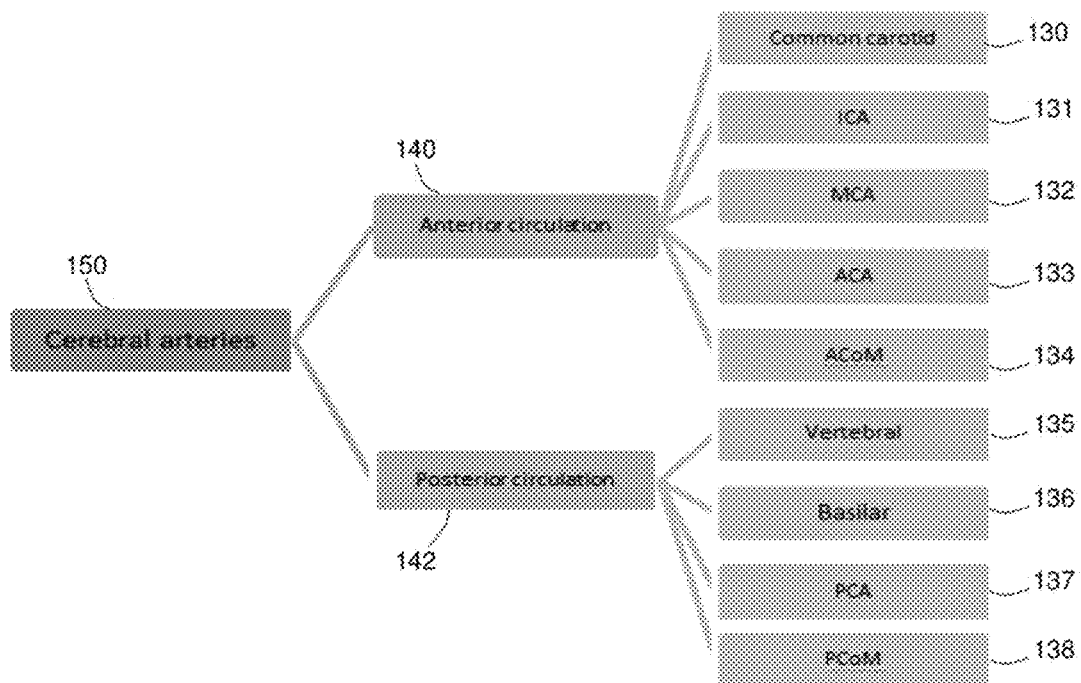 Common carotid
130
ICA
131
140
MCA
132
Anterior circulation
150
ACA
133
Cerebral arteries
ACoM
134
Vertebral
135
Posterior circulation
Basilar
136
142
PCA
137
PCoM
138